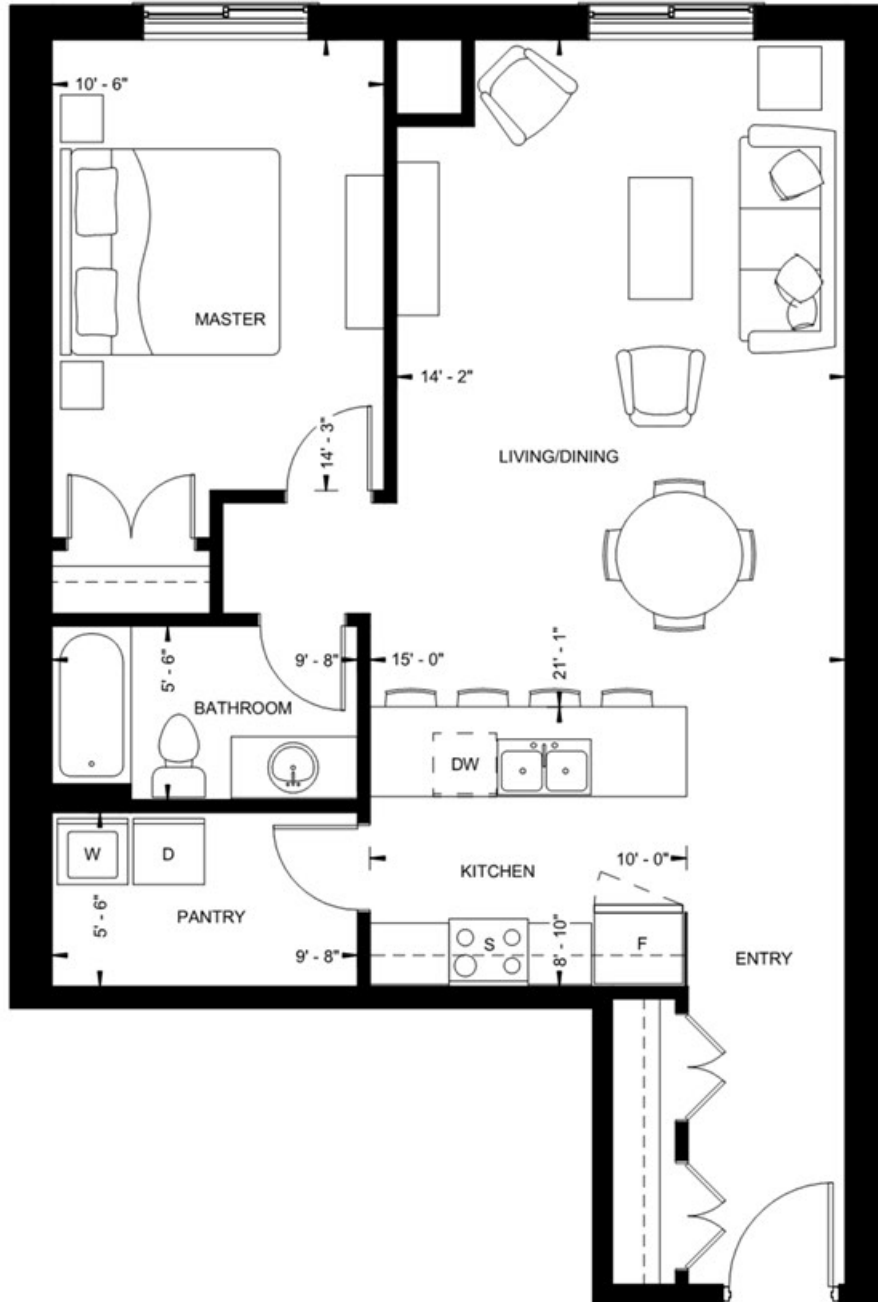 10' - 6"
MASTER
14' - 2"
14' - 3"
LIVING/DINING
5' - 6"
9' - 8"
15' - 0"
21' - 1"
BATHROOM
DW
W
D
KITCHEN
10' - 0"
PANTRY
5' - 6"
9' - 8"
S
8' - 10"
F
ENTRY